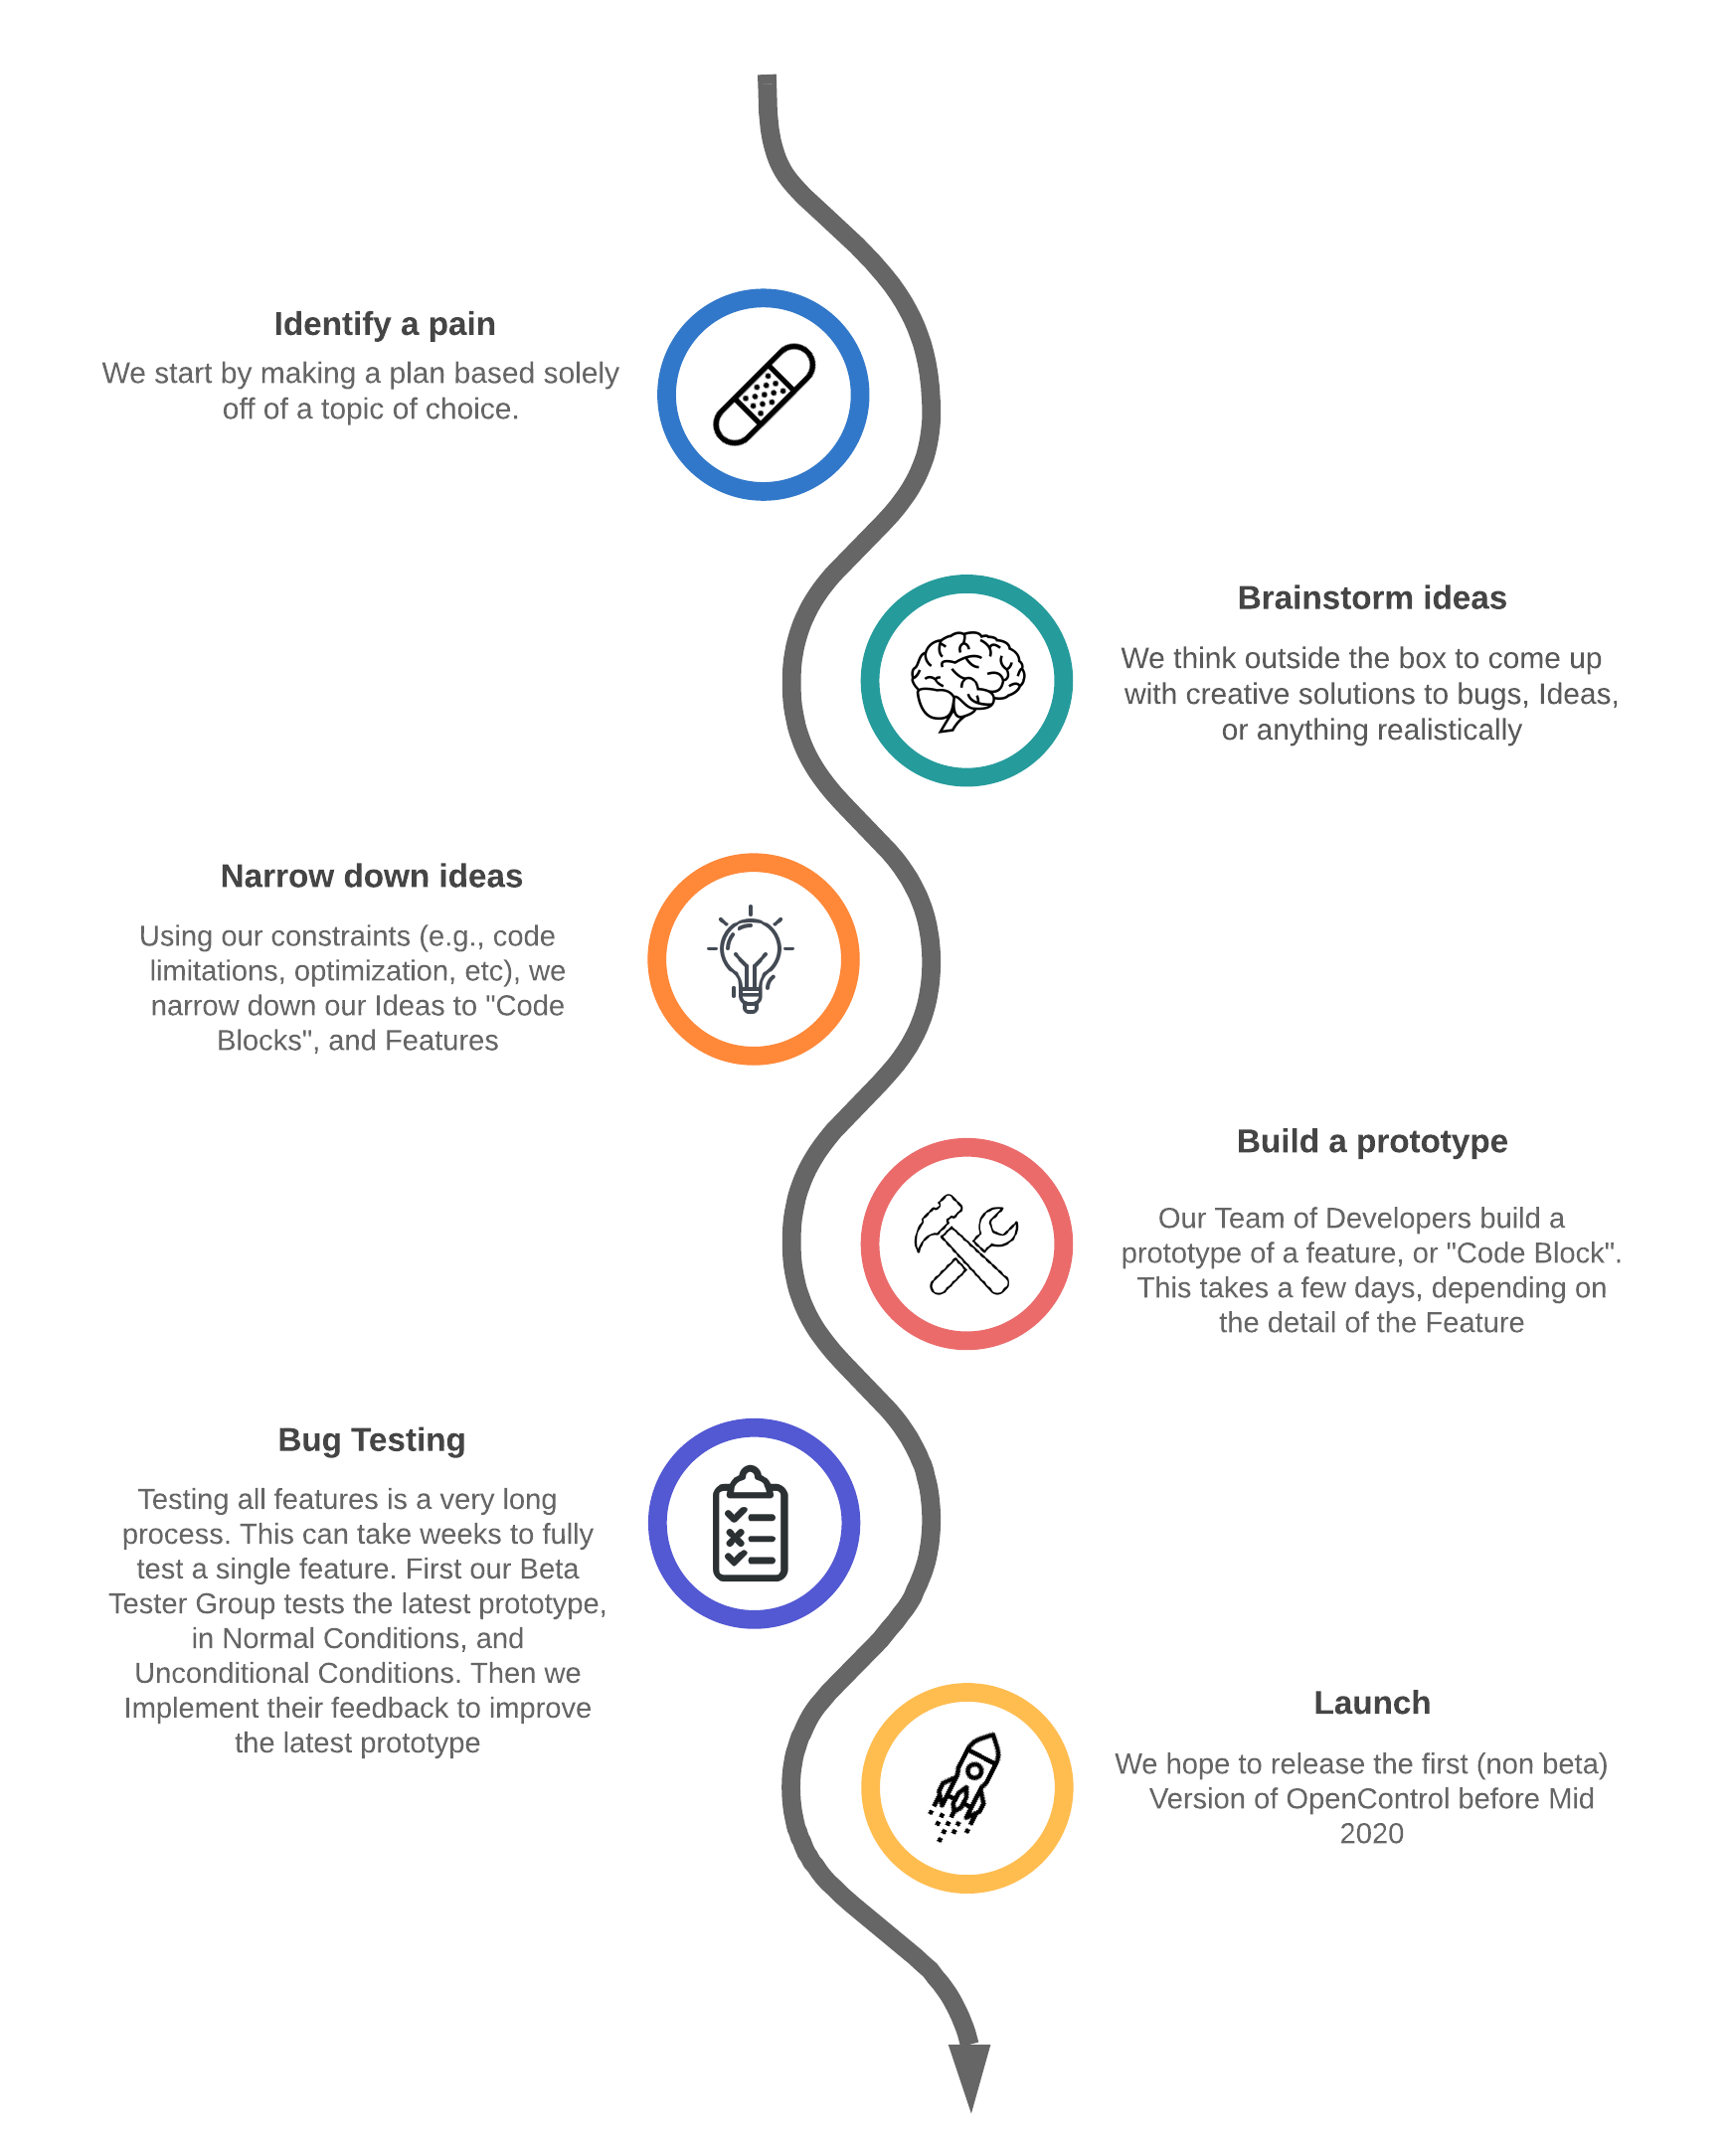 Identify a pain
We start by making a plan based solely
off of a topic of choice.
Brainstorm ideas
We think outside the box to come up
with creative solutions to bugs, Ideas,
or anything realistically
Narrow down ideas
Using our constraints (e.g., code
limitations, optimization, etc), we
narrow down our Ideas to "Code
Blocks", and Features
Build a prototype
Our Team of Developers build a
prototype of a feature, or "Code Block".
This takes a few days, depending on
the detail of the Feature
Bug Testing
Testing all features is a very long
process. This can take weeks to fully
test a single feature. First our Beta
Tester Group tests the latest prototype,
in Normal Conditions, and
Unconditional Conditions. Then we
Implement their feedback to improve
the latest prototype
Launch
We hope to release the first (non beta)
Version of OpenControl before Mid
2020